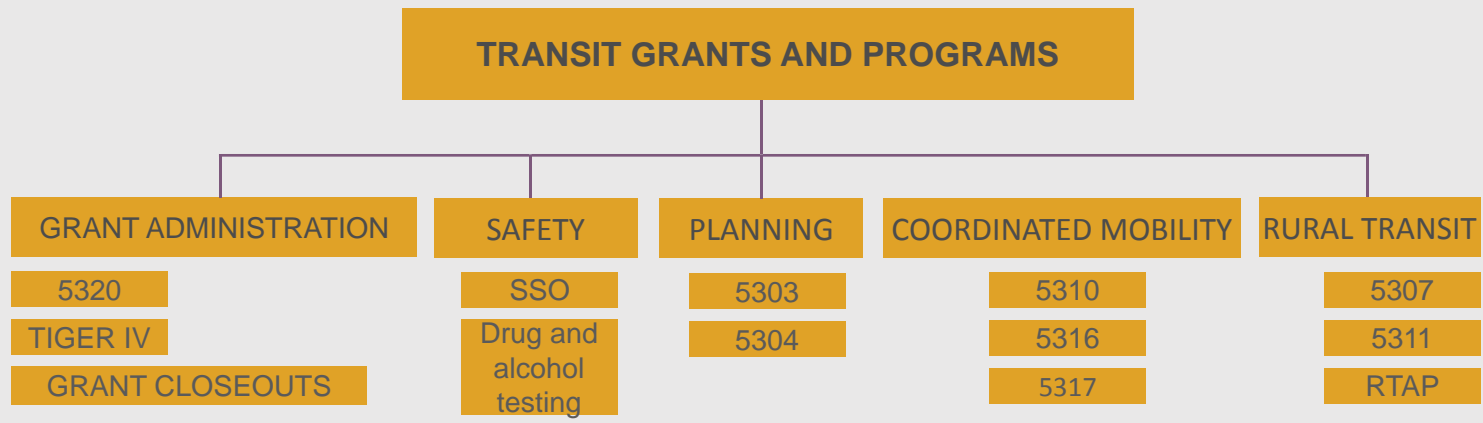 TRANSIT GRANTS AND PROGRAMS
GRANT ADMINISTRATION
5320
TIGER IV
GRANT CLOSEOUTS
SAFETY
SSO
Drug and
alcohol
testing
PLANNING
5303
5304
COORDINATED MOBILITY
5310
5316
5317
RURAL TRANSIT
5307
5311
RTAP